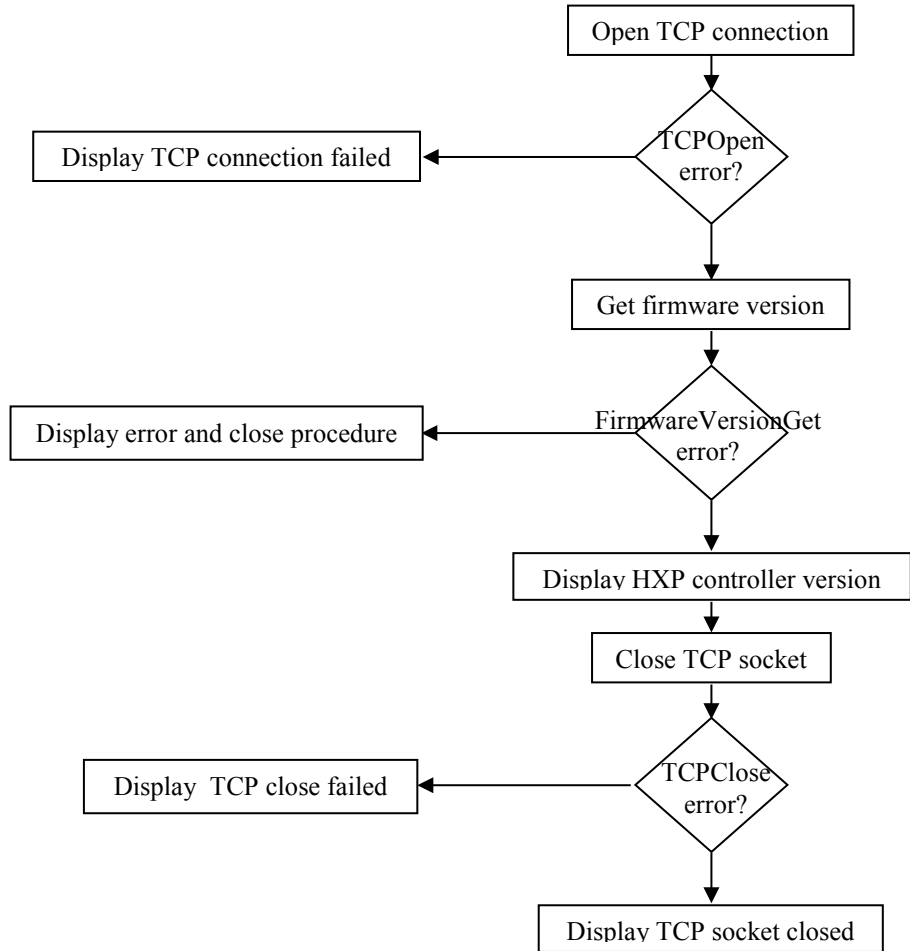 Open TCP connection
TCPOpen
error?
Display TCP connection failed
Get firmware version
FirmwareVersionGet
error?
Display error and close procedure
Display HXP controller version
Close TCP socket
TCPClose
error?
Display  TCP close failed
Display TCP socket closed